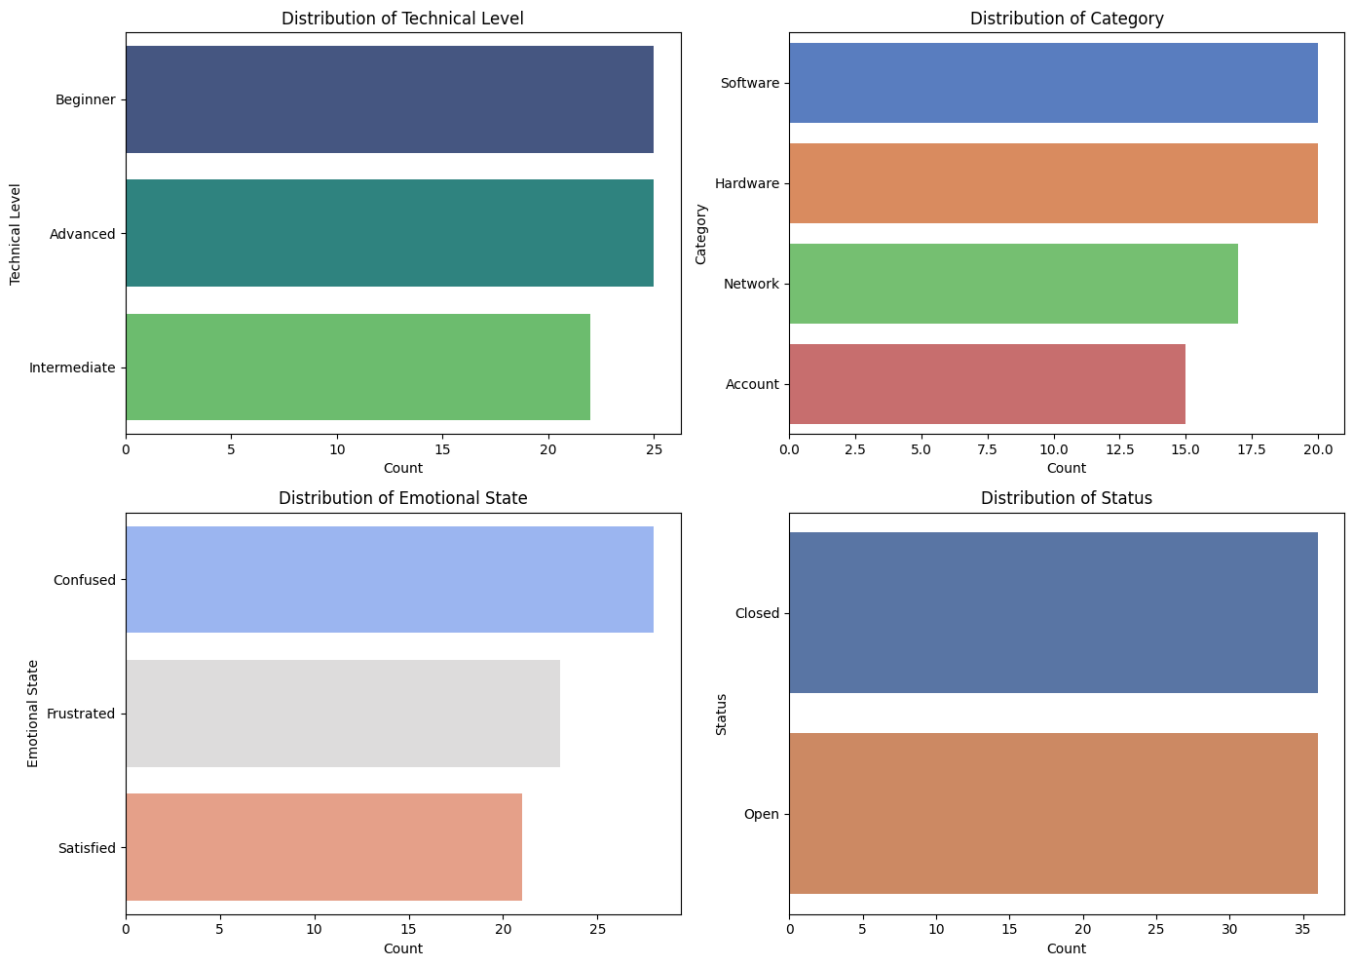 Distribution of Technical Level
Technical Level
Beginner
Advanced
Intermediate
0 5 10 15 20 25
Count
Distribution of Category
Category
Software
Hardware
Network
Account
0.0 2.5 5.0 7.5 10.0 12.5 15.0 17.5 20.0
Count
Distribution of Emotional State
Emotional State
Confused
Frustrated
Satisfied
0 5 10 15 20 25
Count
Distribution of Status
Status
Closed
Open
0 5 10 15 20 25 30 35
Count